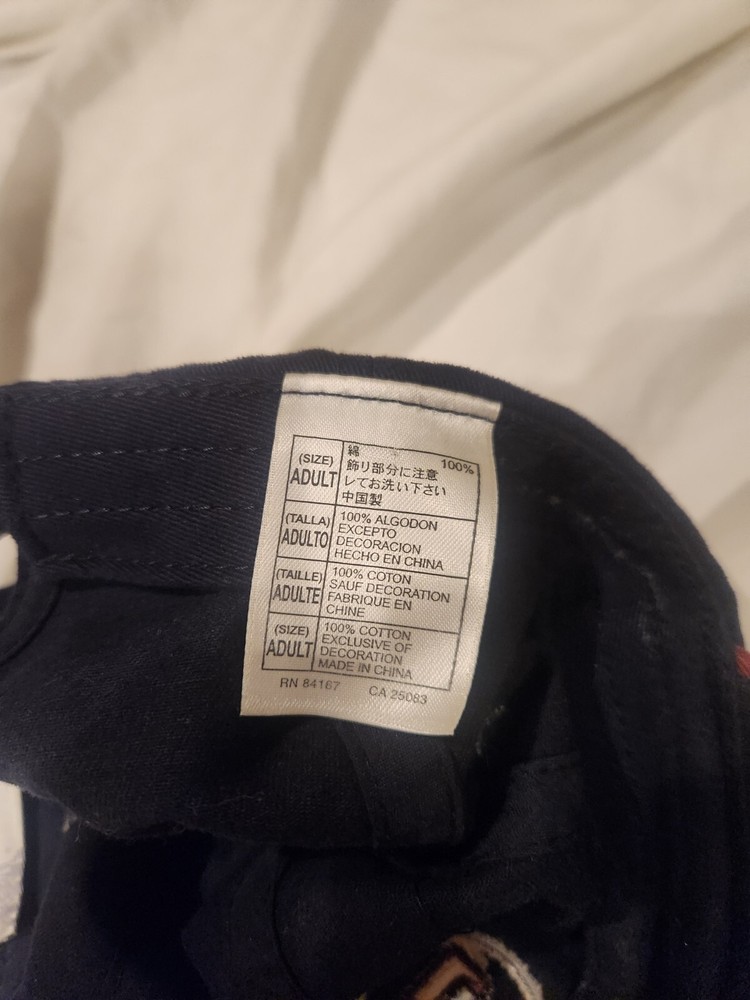 (SIZE)
ADULT
綿 100%
飾り部分に注意
レてお洗い下さい
中国製
(TALLA)
ADULTO
100% ALGODON
EXCEPTO
DECORACION
HECHO EN CHINA
(TAILLE)
ADULTE
100% COTON
SAUF DECORATION
FABRIQUE EN
CHINE
(SIZE)
ADULT
100% COTTON
EXCLUSIVE OF
DECORATION
MADE IN CHINA
RN 84167 CA 25083